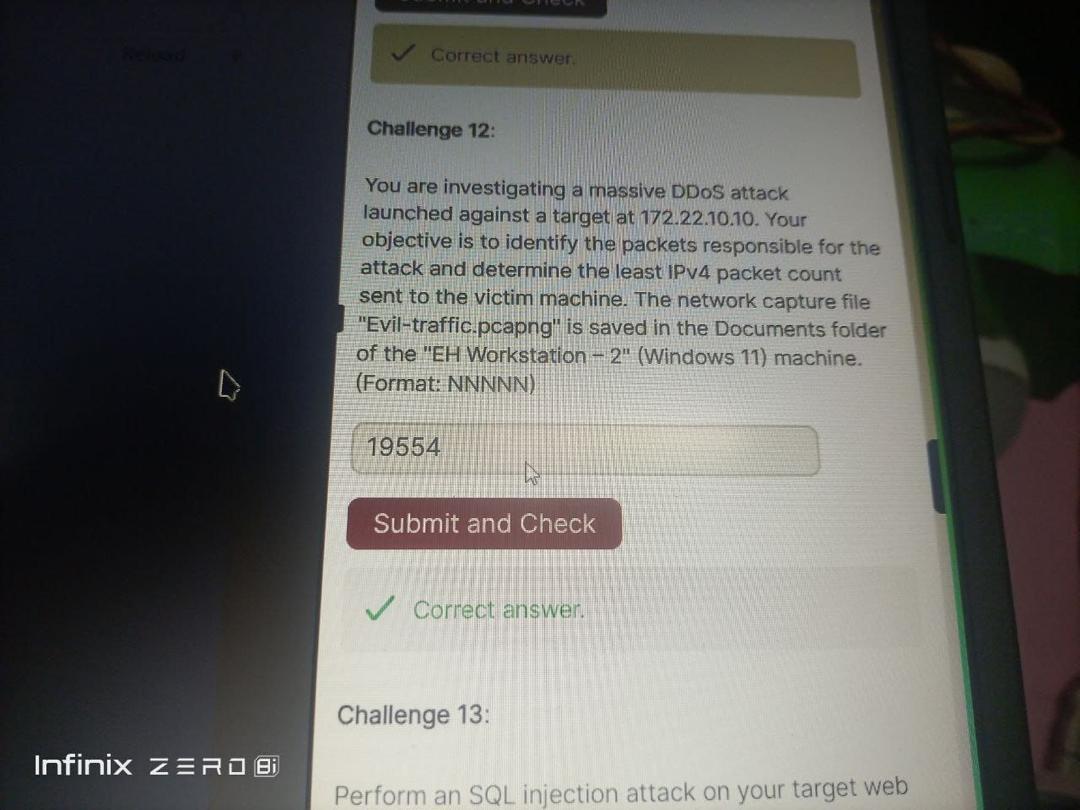 Reload
Correct answer.
Challenge 12:
You are investigating a massive DDoS attack
launched against a target at 172.22.10.10. Your
objective is to identify the packets responsible for the
attack and determine the least IPv4 packet count
sent to the victim machine. The network capture file
"Evil-traffic.pcapng" is saved in the Documents folder
of the "EH Workstation – 2" (Windows 11) machine.
(Format: NNNNN)
19554
Submit and Check
Correct answer.
Challenge 13:
Perform an SQL injection attack on your target web
Infinix ZERO 8i